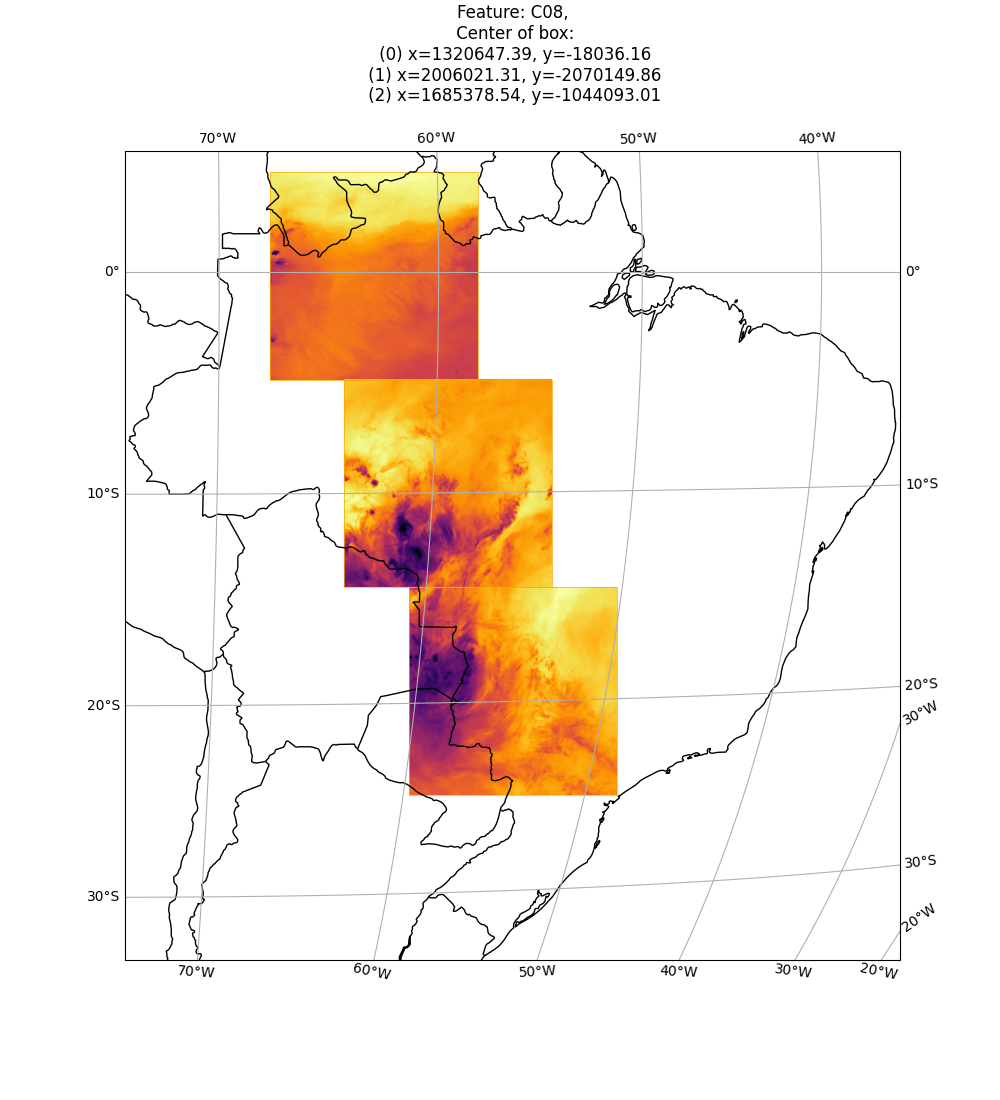 Feature: C08,
Center of box:
(0) x=1320647.39, y=-18036.16
(1) x=2006021.31, y=-2070149.86
(2) x=1685378.54, y=-1044093.01
70°W 60°W 50°W 40°W
0° 0°
10°S 10°S
20°S 20°S
30°W
30°S 30°S
20°W
70°W 60°W 50°W 40°W 30°W 20°W